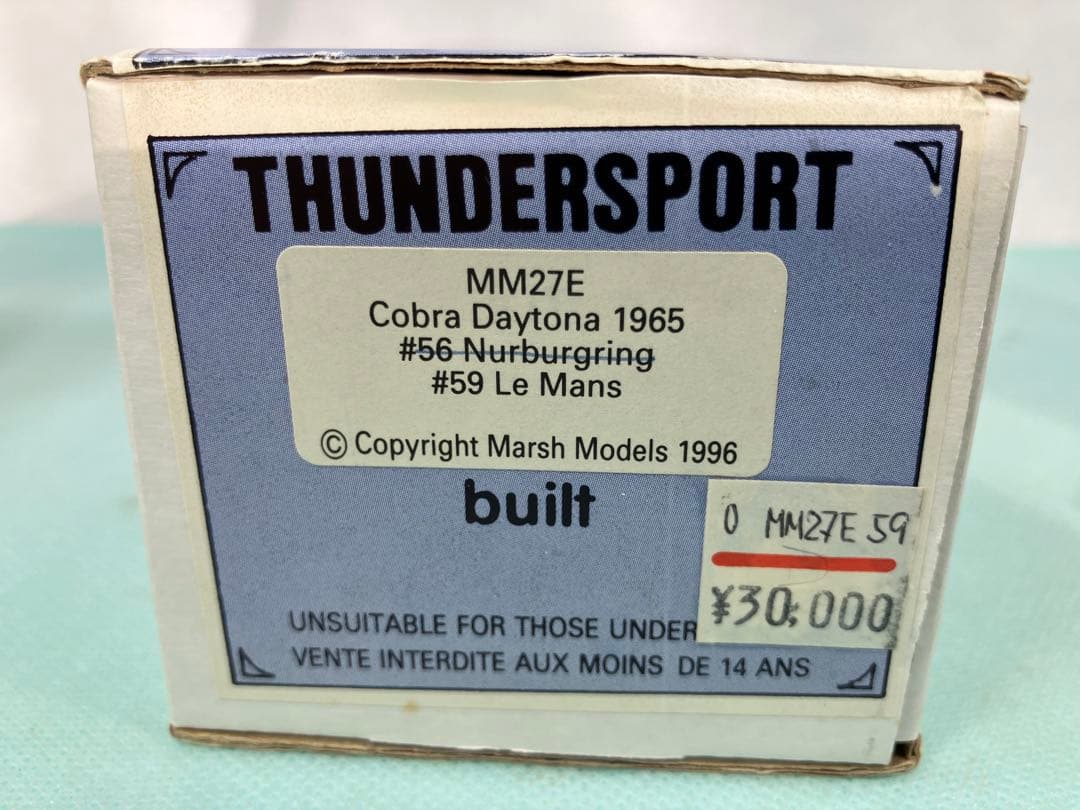 THUNDERSPORT
MM27E
Cobra Daytona 1965
#56 Nurburgring
#59 Le Mans
© Copyright Marsh Models 1996
built
0 MM27E 59
¥30,000
UNSUITABLE FOR THOSE UNDER
VENTE INTERDITE AUX MOINS DE 14 ANS